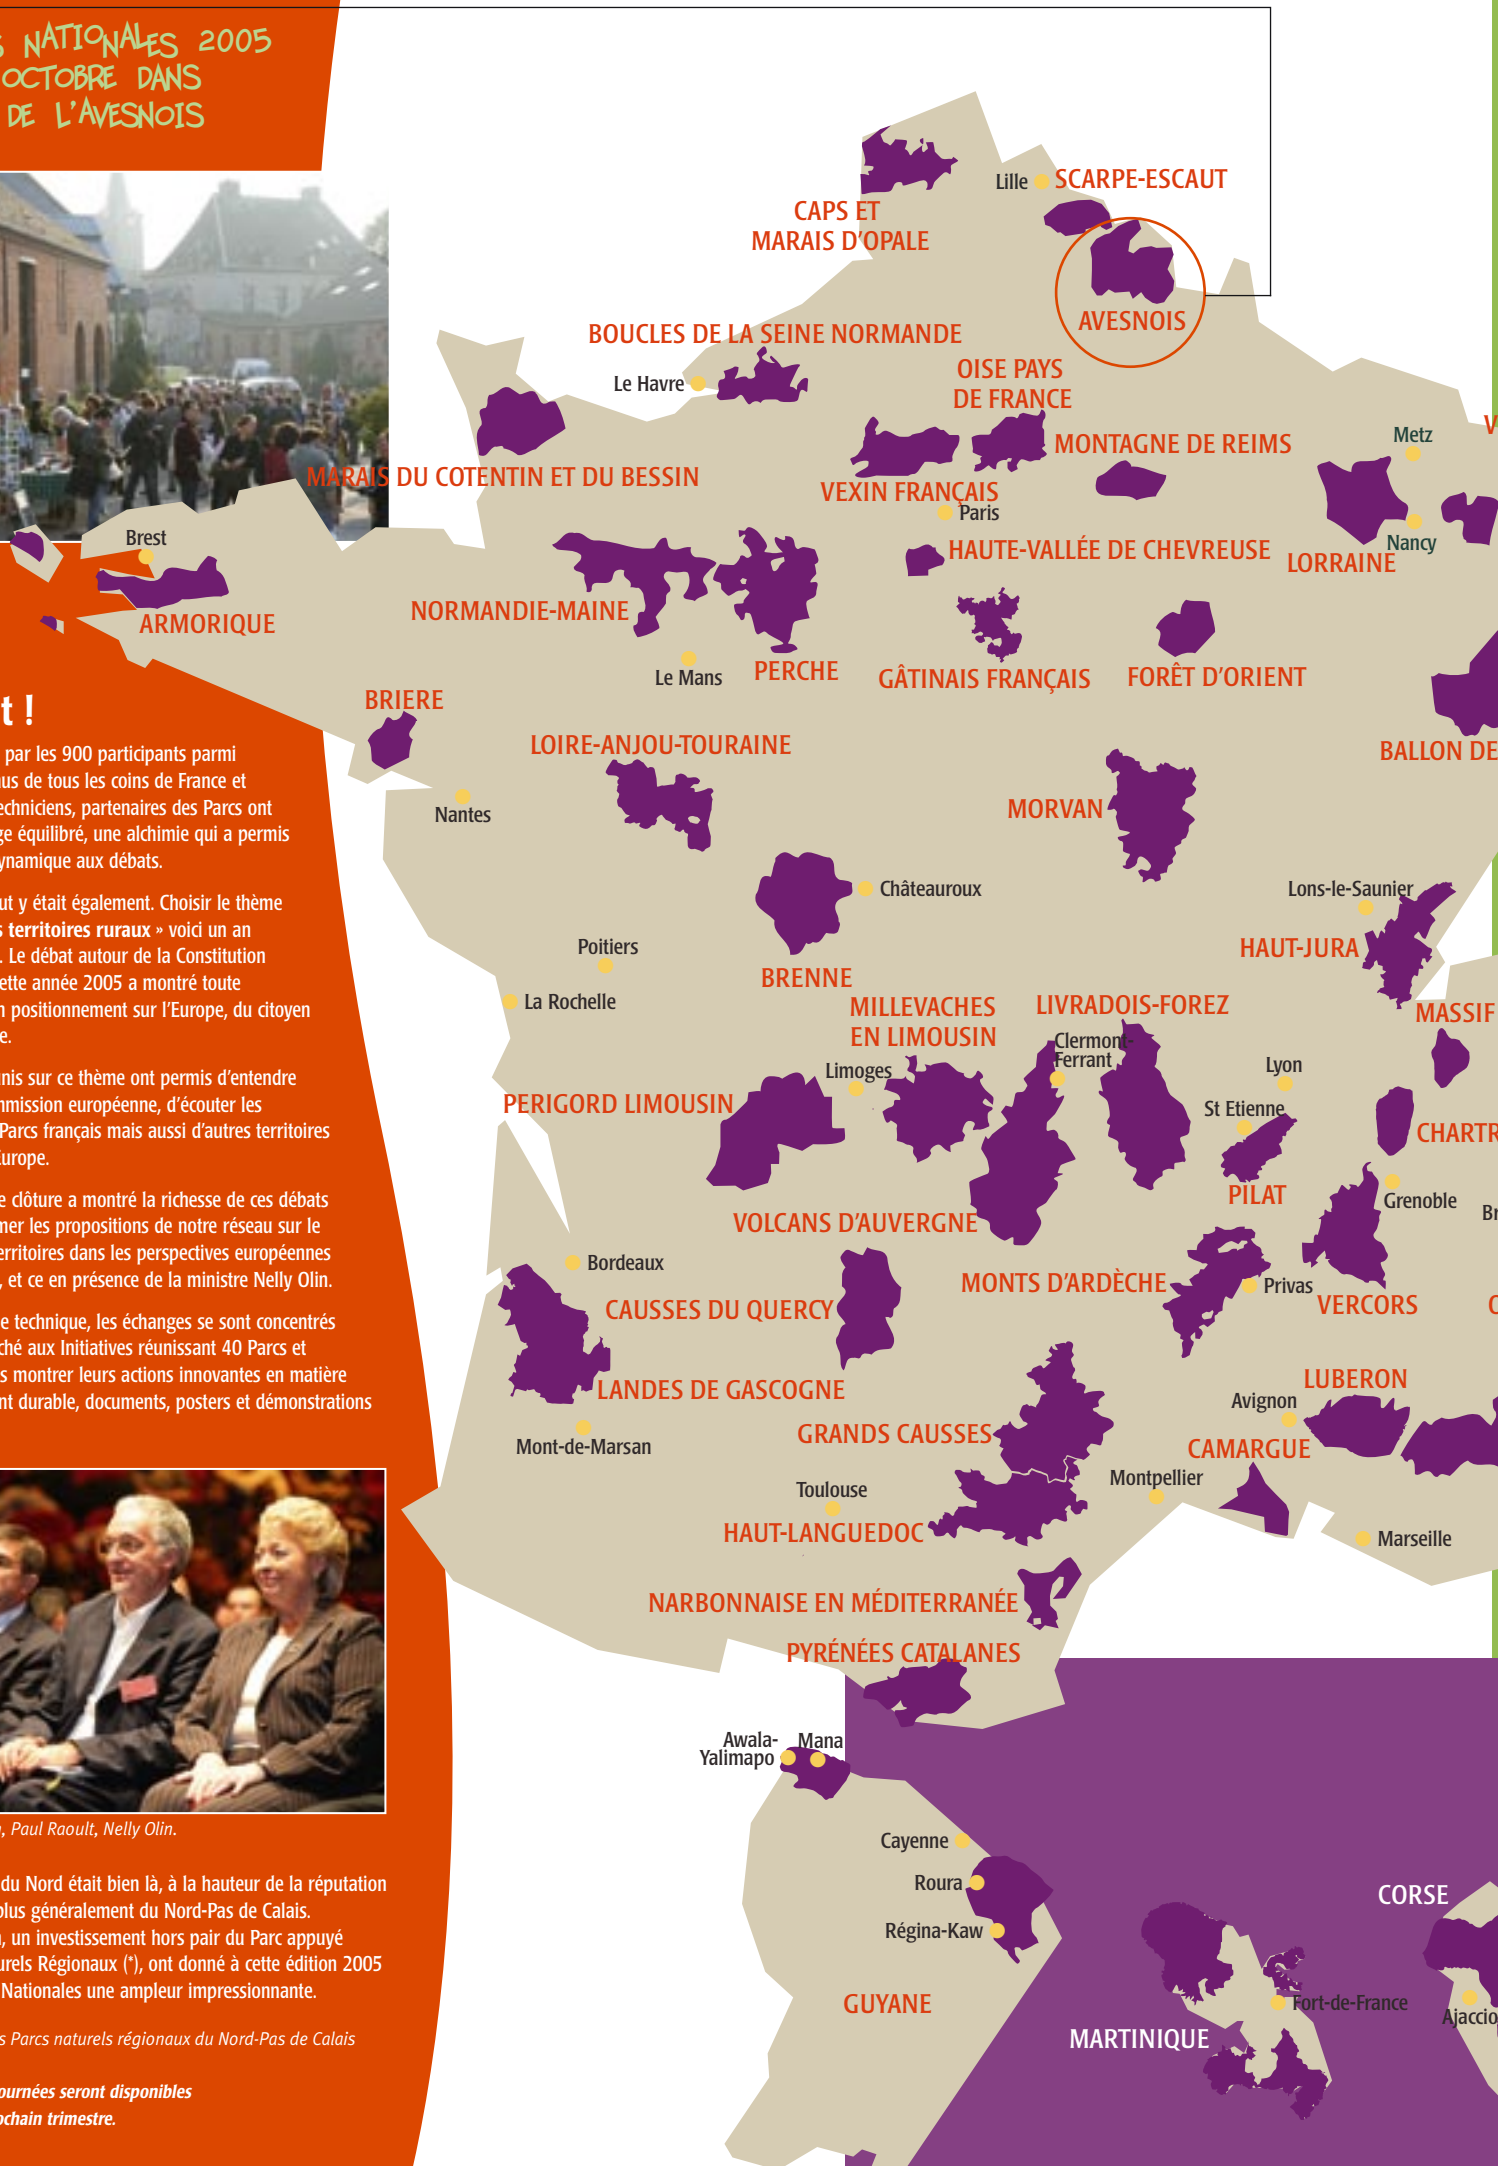 NATIONALES 2005
OCTOBRE DANS
DE L'AVESNOIS
t !
par les 900 participants parmi
us de tous les coins de France et
echniciens, partenaires des Parcs ont
ge équilibré, une alchimie qui a permis
ynamique aux débats.
ut y était également. Choisir le thème
s territoires ruraux » voici un an
. Le débat autour de la Constitution
ette année 2005 a montré toute
n positionnement sur l'Europe, du citoyen
e.
nis sur ce thème ont permis d'entendre
mmission européenne, d'écouter les
Parcs français mais aussi d'autres territoires
Europe.
e clôture a montré la richesse de ces débats
mer les propositions de notre réseau sur le
erritoires dans les perspectives européennes
, et ce en présence de la ministre Nelly Olin.
e technique, les échanges se sont concentrés
ché aux Initiatives réunissant 40 Parcs et
s montrer leurs actions innovantes en matière
nt durable, documents, posters et démonstrations
, Paul Raoult, Nelly Olin.
du Nord était bien là, à la hauteur de la réputation
plus généralement du Nord-Pas de Calais.
, un investissement hors pair du Parc appuyé
urels Régionaux (*), ont donné à cette édition 2005
Nationales une ampleur impressionnante.
s Parcs naturels régionaux du Nord-Pas de Calais
ournées seront disponibles
ochain trimestre.
Lille
SCARPE-ESCAUT
CAPS ET
MARAIS D'OPALE
AVESNOIS
BOUCLES DE LA SEINE NORMANDE
Le Havre
OISE PAYS
DE FRANCE
MONTAGNE DE REIMS
Metz
V
MARAIS DU COTENTIN ET DU BESSIN
VEXIN FRANÇAIS
Paris
Brest
HAUTE-VALLÉE DE CHEVREUSE
Nancy
LORRAINE
ARMORIQUE
NORMANDIE-MAINE
Le Mans
PERCHE
GÂTINAIS FRANÇAIS
FORÊT D'ORIENT
BRIERE
LOIRE-ANJOU-TOURAINE
BALLON DE
Nantes
MORVAN
Châteauroux
Lons-le-Saunier
Poitiers
HAUT-JURA
BRENNE
La Rochelle
MILLEVACHES
EN LIMOUSIN
LIVRADOIS-FOREZ
MASSIF
Clermont-
Ferrant
Limoges
Lyon
PERIGORD LIMOUSIN
St Etienne
CHARTR
PILAT
Grenoble
Br
VOLCANS D'AUVERGNE
Bordeaux
MONTS D'ARDÈCHE
Privas
CAUSSES DU QUERCY
VERCORS
LANDES DE GASCOGNE
LUBERON
Avignon
GRANDS CAUSSES
CAMARGUE
Mont-de-Marsan
Montpellier
Toulouse
HAUT-LANGUEDOC
Marseille
NARBONNAISE EN MÉDITERRANÉE
PYRÉNÉES CATALANES
Awala-
Yalimapo
Mana
Cayenne
Roura
Régina-Kaw
GUYANE
CORSE
Fort-de-France
Ajaccio
MARTINIQUE